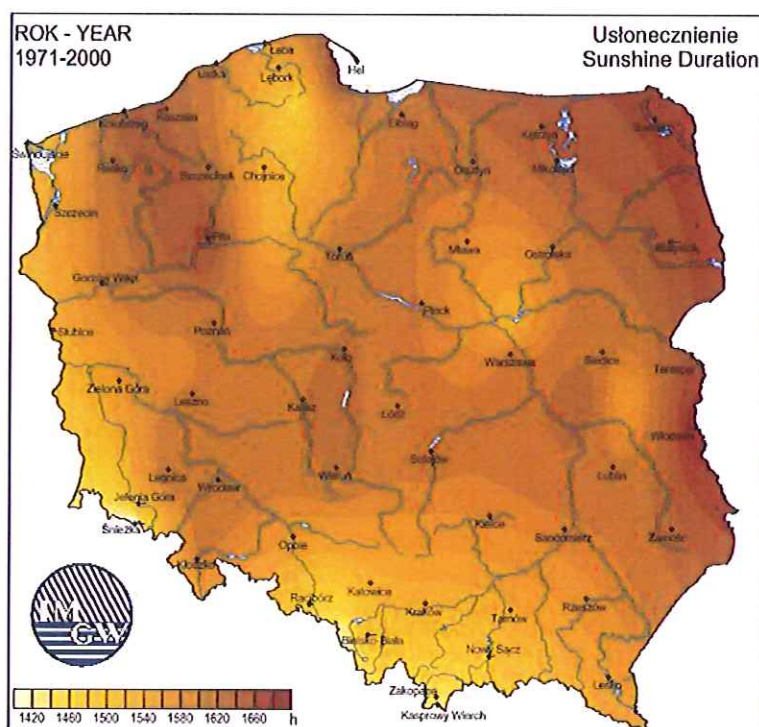 ROK - YEAR
1971-2000
Usłonecznienie
Sunshine Duration
Łeba
Ustka
Lębork
Hel
Kołobrzeg
Koszalin
Elbląg
Kętrzyn
Suwałki
Świnoujście
Resko
Szczecinek
Chojnice
Olsztyn
Mikołajki
Szczecin
Piła
Toruń
Mława
Ostrołęka
Białystok
Gorzów Wlkp.
Płock
Słubice
Poznań
Koło
Warszawa
Siedlce
Terespol
Zielona Góra
Leszno
Kalisz
Łódź
Włodawa
Legnica
Wrocław
Wieluń
Sulejów
Lublin
Jelenia Góra
Śnieżka
Opole
Kielce
Sandomierz
Zamość
Kłodzko
Racibórz
Katowice
Kraków
Tarnów
Rzeszów
Bielsko-Biała
Nowy Sącz
Lesko
Zakopane
Kasprowy Wierch
IM
GW
1420 1460 1500 1540 1580 1620 1660 h